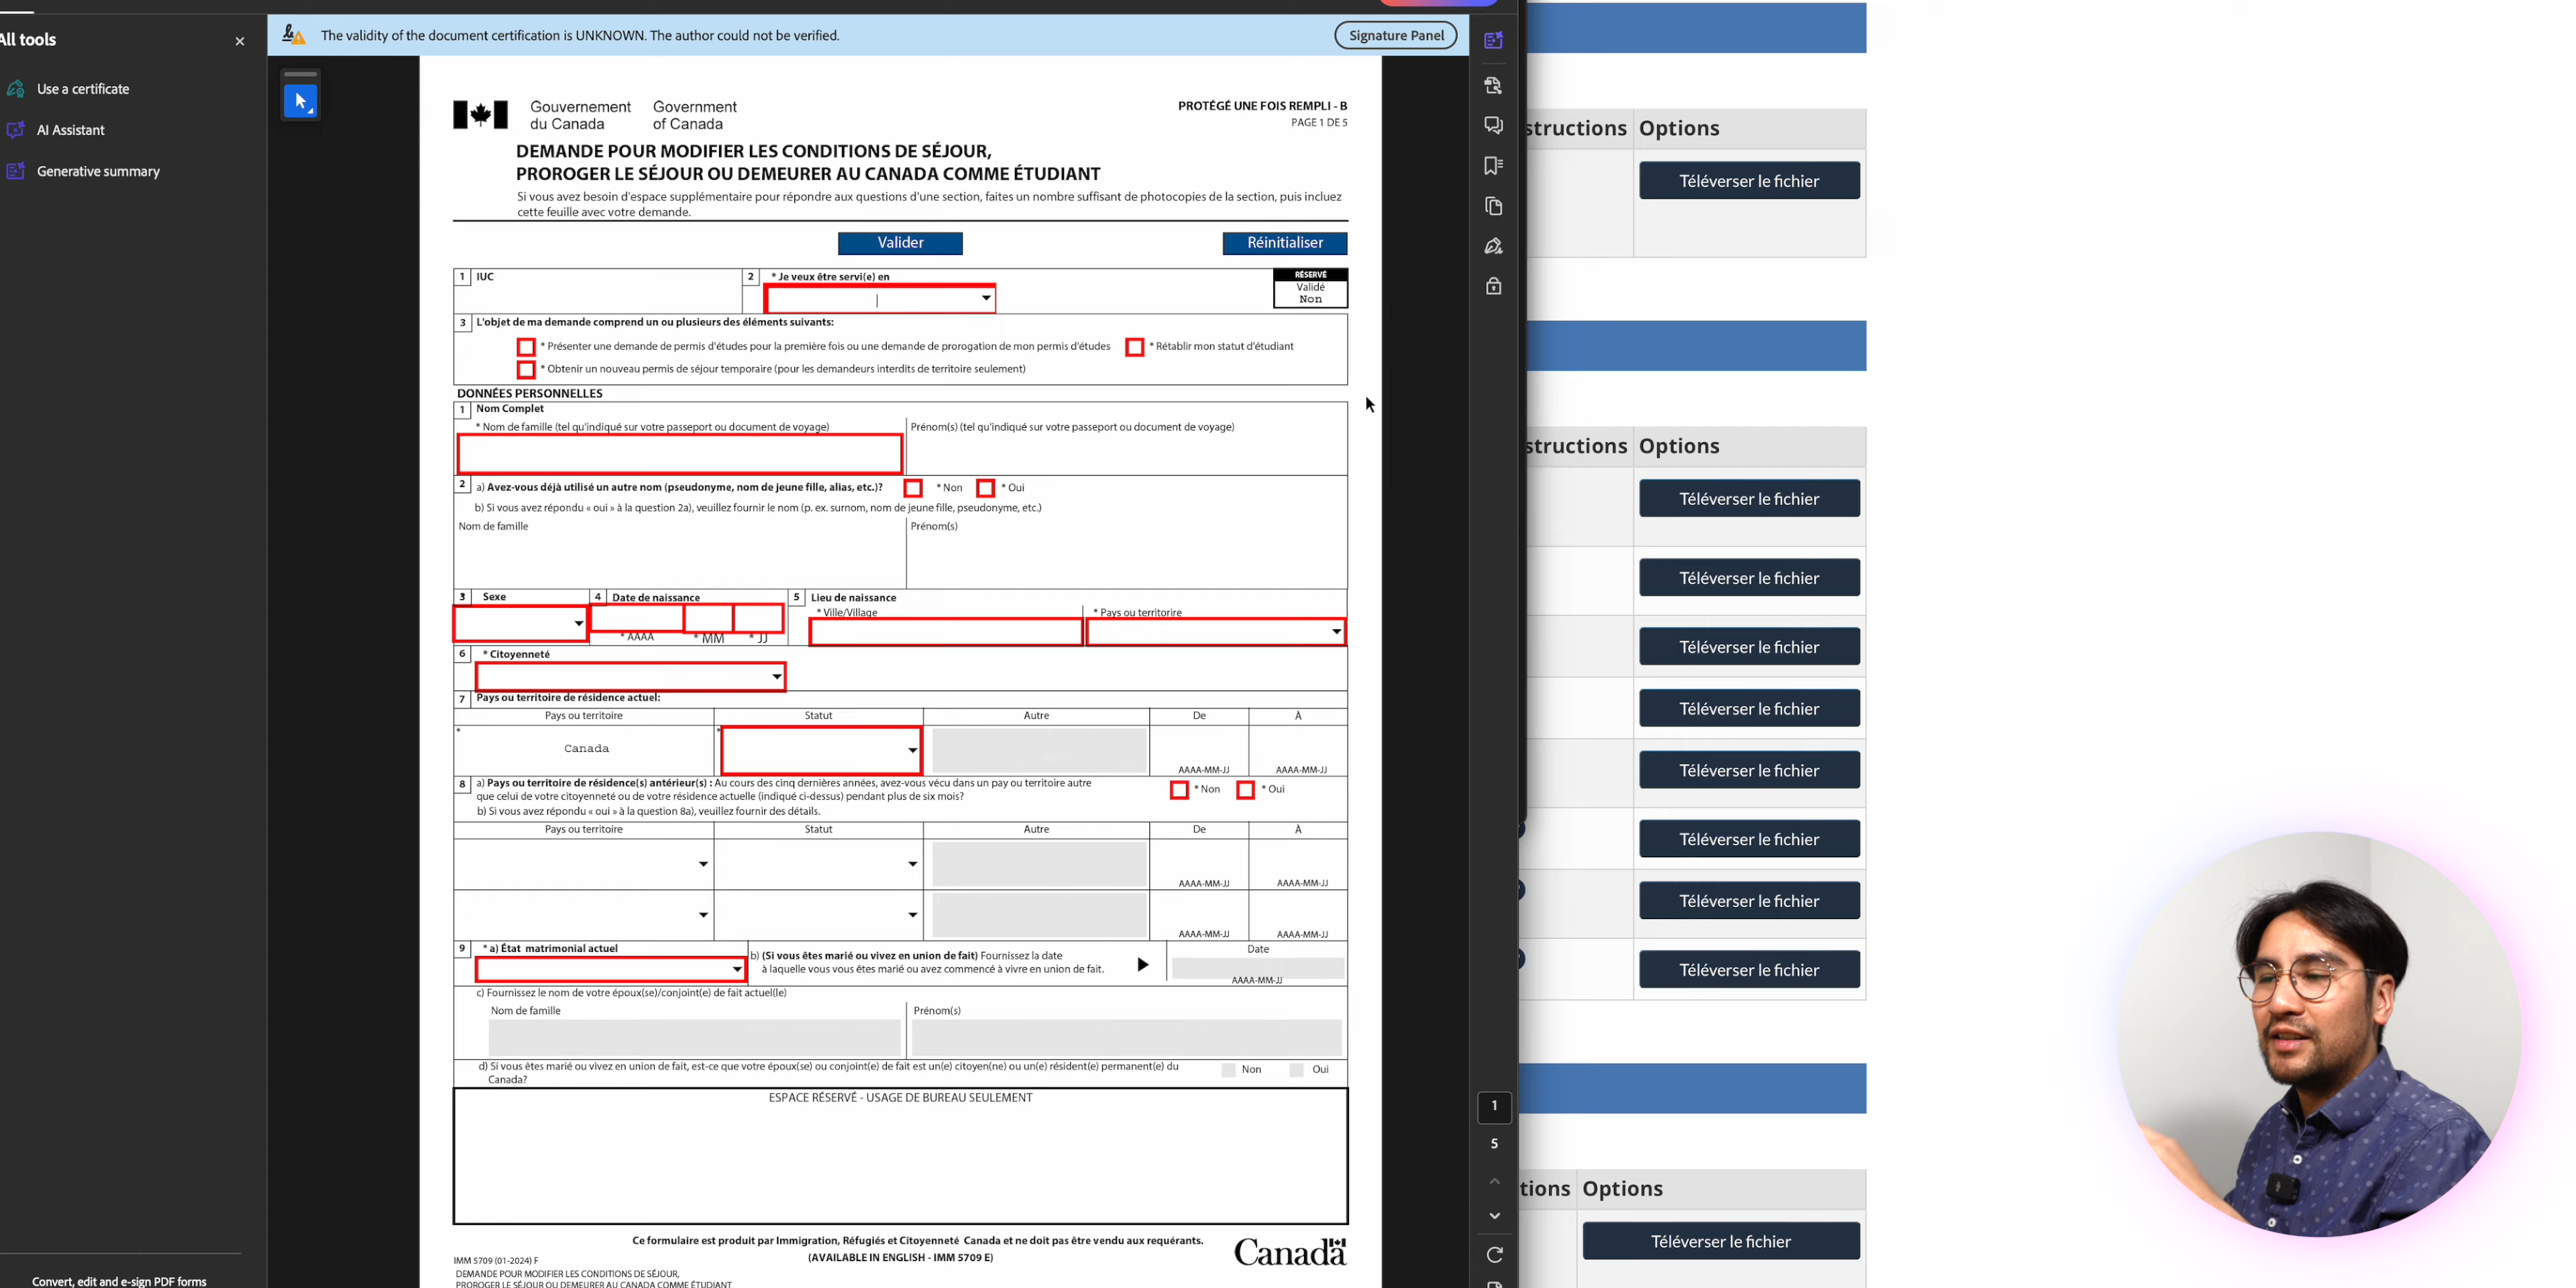 All tools
Use a certificate
AI Assistant
Generative summary
Convert, edit and e-sign PDF forms
The validity of the document certification is UNKNOWN. The author could not be verified.
Signature Panel
Gouvernement du Canada
Government of Canada
PROTÉGÉ UNE FOIS REMPLI - B
PAGE 1 DE 5
DEMANDE POUR MODIFIER LES CONDITIONS DE SÉJOUR,
PROROGER LE SÉJOUR OU DEMEURER AU CANADA COMME ÉTUDIANT
Si vous avez besoin d'espace supplémentaire pour répondre aux questions d'une section, faites un nombre suffisant de photocopies de la section, puis incluez
cette feuille avec votre demande.
Valider
Réinitialiser
1 IUC
2 * Je veux être servi(e) en
RÉSERVÉ
Validé
Non
3 L'objet de ma demande comprend un ou plusieurs des éléments suivants:
* Présenter une demande de permis d'études pour la première fois ou une demande de prorogation de mon permis d'études
* Rétablir mon statut d'étudiant
* Obtenir un nouveau permis de séjour temporaire (pour les demandeurs interdits de territoire seulement)
DONNÉES PERSONNELLES
1 Nom Complet
* Nom de famille (tel qu'indiqué sur votre passeport ou document de voyage)
Prénom(s) (tel qu'indiqué sur votre passeport ou document de voyage)
2 a) Avez-vous déjà utilisé un autre nom (pseudonyme, nom de jeune fille, alias, etc.)?
* Non
* Oui
b) Si vous avez répondu « oui » à la question 2a), veuillez fournir le nom (p. ex. surnom, nom de jeune fille, pseudonyme, etc.)
Nom de famille
Prénom(s)
3 Sexe
4 Date de naissance
* AAAA
* MM
* JJ
5 Lieu de naissance
* Ville/Village
* Pays ou territorire
6 * Citoyenneté
7 Pays ou territoire de résidence actuel:
Pays ou territoire
Statut
Autre
De
À
*
Canada
*
AAAA-MM-JJ
AAAA-MM-JJ
8 a) Pays ou territoire de résidence(s) antérieur(s) : Au cours des cinq dernières années, avez-vous vécu dans un pay ou territoire autre
que celui de votre citoyenneté ou de votre résidence actuelle (indiqué ci-dessus) pendant plus de six mois?
* Non
* Oui
b) Si vous avez répondu « oui » à la question 8a), veuillez fournir des détails.
Pays ou territoire
Statut
Autre
De
À
AAAA-MM-JJ
AAAA-MM-JJ
AAAA-MM-JJ
AAAA-MM-JJ
9 * a) État matrimonial actuel
b) (Si vous êtes marié ou vivez en union de fait) Fournissez la date
à laquelle vous vous êtes marié ou avez commencé à vivre en union de fait.
Date
AAAA-MM-JJ
c) Fournissez le nom de votre époux(se)/conjoint(e) de fait actuel(le)
Nom de famille
Prénom(s)
d) Si vous êtes marié ou vivez en union de fait, est-ce que votre époux(se) ou conjoint(e) de fait est un(e) citoyen(ne) ou un(e) résident(e) permanent(e) du
Canada?
Non
Oui
ESPACE RÉSERVÉ - USAGE DE BUREAU SEULEMENT
Ce formulaire est produit par Immigration, Réfugiés et Citoyenneté Canada et ne doit pas être vendu aux requérants.
(AVAILABLE IN ENGLISH - IMM 5709 E)
Canada
IMM 5709 (01-2024) F
DEMANDE POUR MODIFIER LES CONDITIONS DE SÉJOUR,
PROROGER LE SÉJOUR OU DEMEURER AU CANADA COMME ÉTUDIANT
1
5
structions
Options
Téléverser le fichier
structions
Options
Téléverser le fichier
Téléverser le fichier
Téléverser le fichier
Téléverser le fichier
Téléverser le fichier
Téléverser le fichier
Téléverser le fichier
Téléverser le fichier
tions
Options
Téléverser le fichier